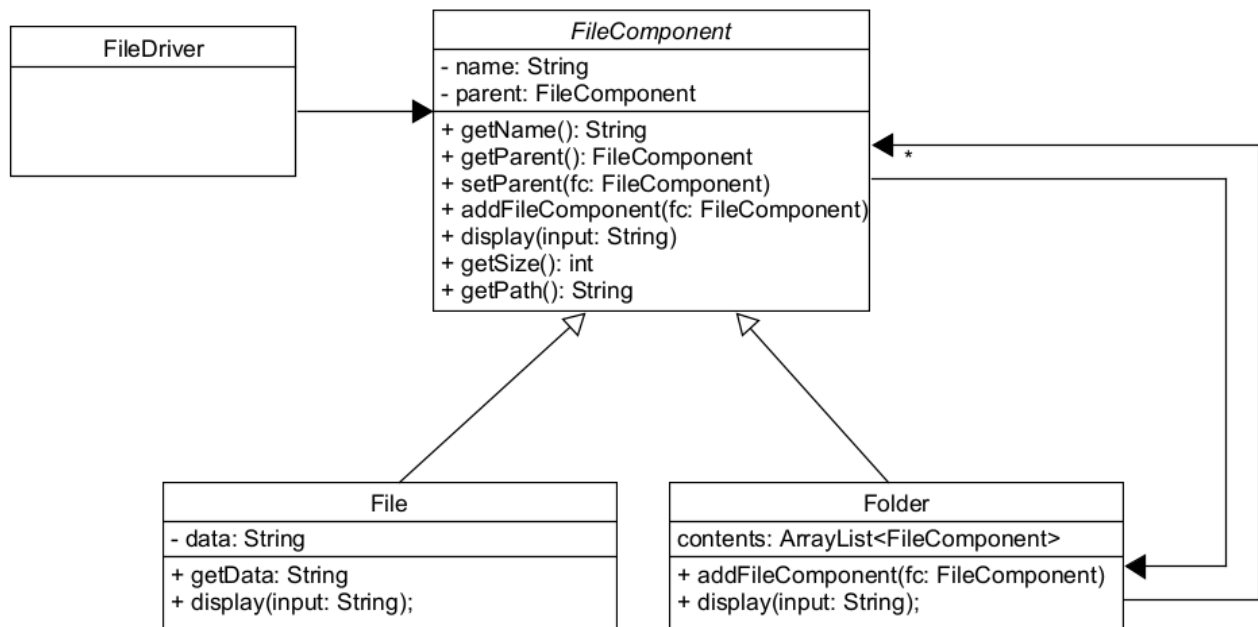 FileDriver
FileComponent
- name: String
- parent: FileComponent
+ getName(): String
+ getParent(): FileComponent
+ setParent(fc: FileComponent)
+ addFileComponent(fc: FileComponent)
+ display(input: String)
+ getSize(): int
+ getPath(): String
*
File
- data: String
+ getData: String
+ display(input: String);
Folder
contents: ArrayList<FileComponent>
+ addFileComponent(fc: FileComponent)
+ display(input: String);